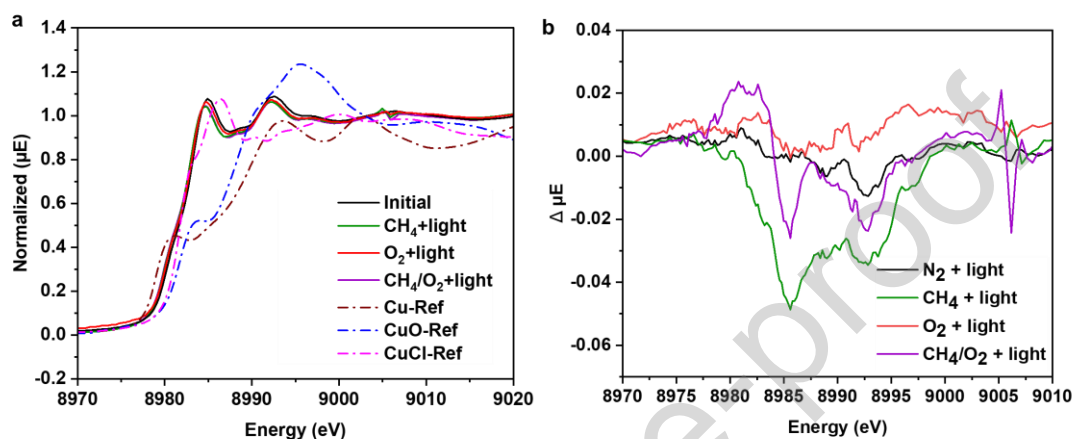 a
1.4
1.2
1.0
0.8
0.6
0.4
0.2
0.0
-0.2
Normalized (μE)
Initial
CH₄+light
O₂+light
CH₄/O₂+light
Cu-Ref
CuO-Ref
CuCl-Ref
8970 8980 8990 9000 9010 9020
Energy (eV)
b
0.04
0.02
0.00
-0.02
-0.04
-0.06
Δ μE
N₂ + light
CH₄ + light
O₂ + light
CH₄/O₂ + light
8970 8975 8980 8985 8990 8995 9000 9005 9010
Energy (eV)
e-proof